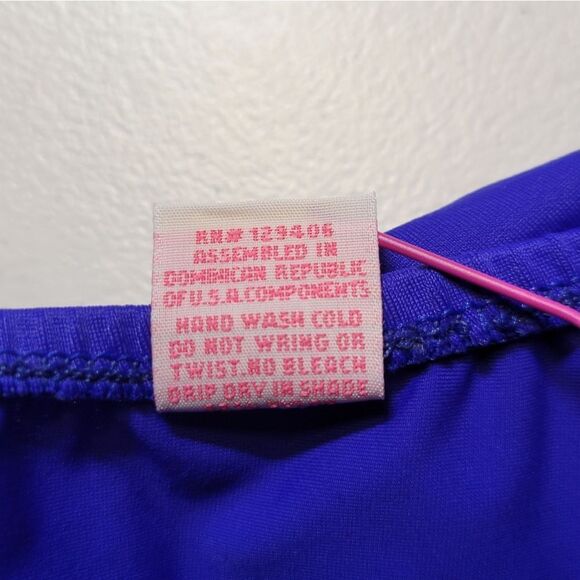 RN# 129406
ASSEMBLED IN
DOMINICAN REPUBLIC
OF U.S.A. COMPONENTS
HAND WASH COLD
DO NOT WRING OR
TWIST. NO BLEACH
DRIP DRY IN SHADE